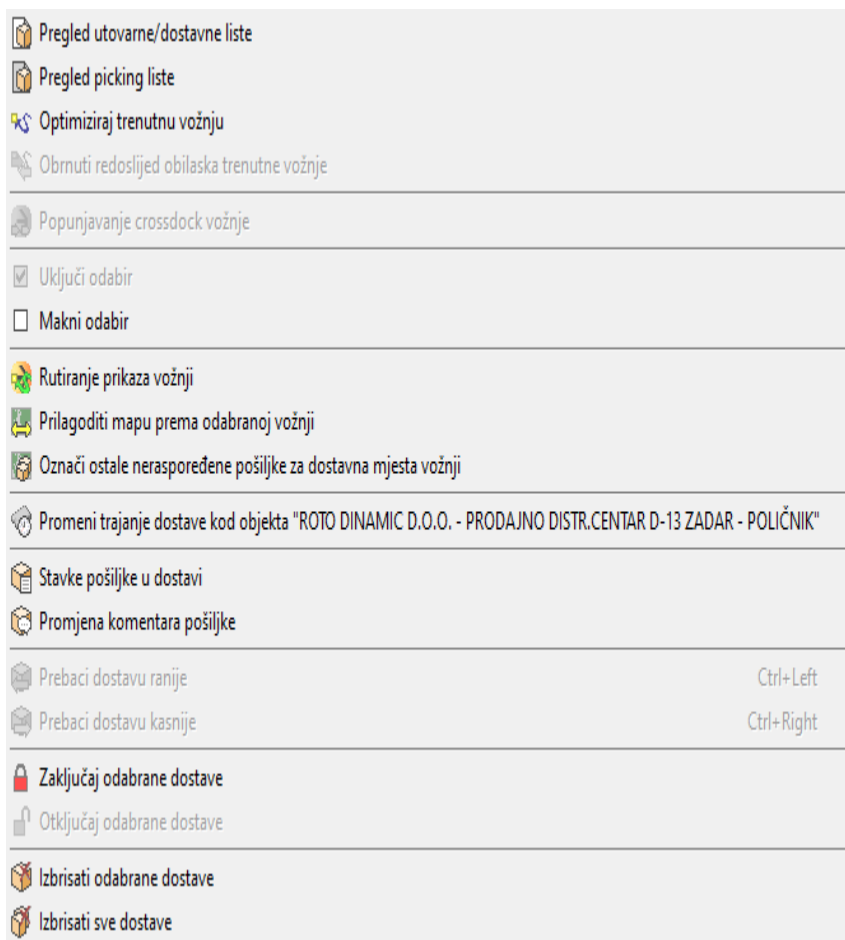 Pregled utovarne/dostavne liste
Pregled picking liste
Optimiziraj trenutnu vožnju
Obrnuti redoslijed obilaska trenutne vožnje
Popunjavanje crossdock vožnje
Uključi odabir
Makni odabir
Rutiranje prikaza vožnji
Prilagoditi mapu prema odabranoj vožnji
Označi ostale neraspoređene pošiljke za dostavna mjesta vožnji
Promeni trajanje dostave kod objekta "ROTO DINAMIC D.O.O. - PRODAJNO DISTR.CENTAR D-13 ZADAR - POLIČNIK"
Stavke pošiljke u dostavi
Promjena komentara pošiljke
Prebaci dostavu ranije Ctrl+Left
Prebaci dostavu kasnije Ctrl+Right
Zaključaj odabrane dostave
Otključaj odabrane dostave
Izbrisati odabrane dostave
Izbrisati sve dostave